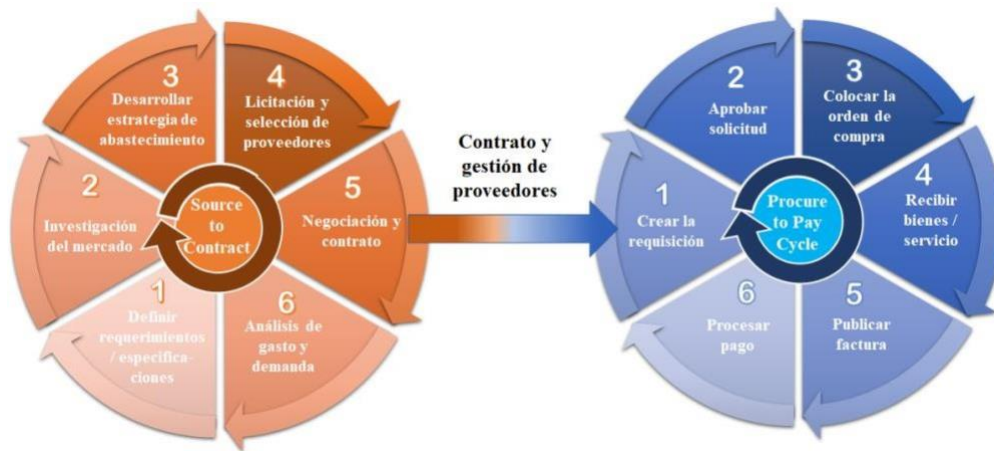 3
Desarrollar
estrategia de
abastecimiento
4
Licitación y
selección de
proveedores
2
Investigación
del mercado
Source
to
Contract
5
Negociación y
contrato
1
Definir
requerimientos
/ especifica-
ciones
6
Análisis de
gasto y
demanda
Contrato y
gestión de
proveedores
2
Aprobar
solicitud
3
Colocar la
orden de
compra
1
Crear la
requisición
Procure
to Pay
Cycle
4
Recibir
bienes /
servicio
6
Procesar
pago
5
Publicar
factura